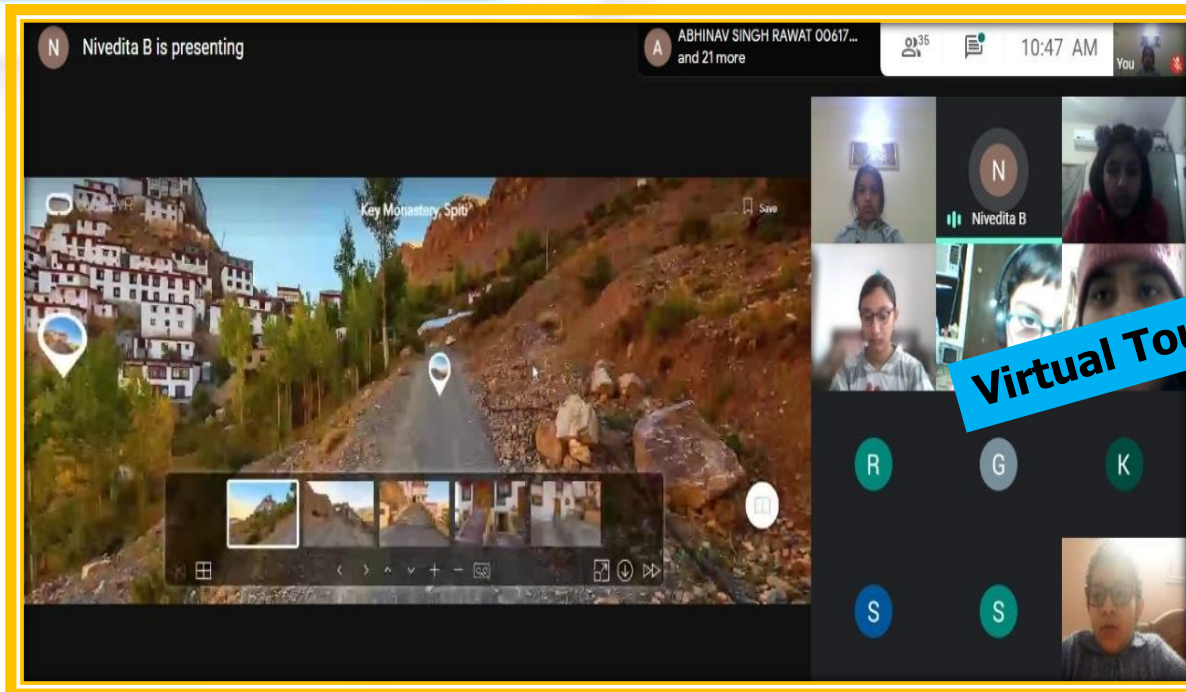 N
Nivedita B is presenting
A
ABHINAV SINGH RAWAT 00617...
and 21 more
35
10:47 AM
You
Key Monastery, Spiti
Save
N
Nivedita B
Virtual Tou
R
G
K
S
S